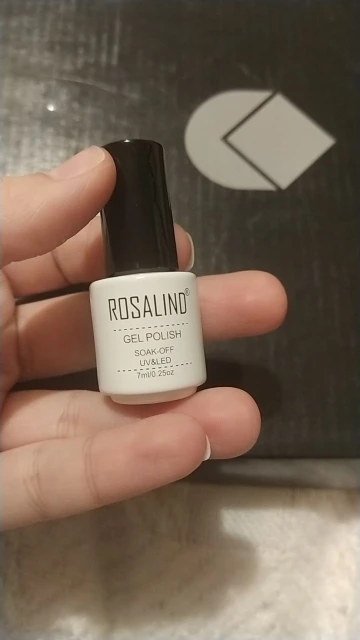 ROSALIND®
GEL POLISH
SOAK-OFF
UV&LED
7ml/0.25oz